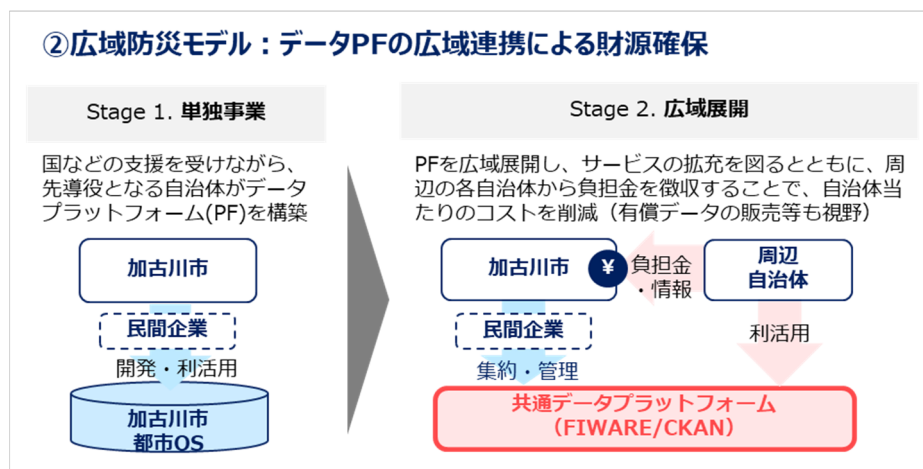 ②広域防災モデル：データPFの広域連携による財源確保
Stage 1. 単独事業
国などの支援を受けながら、
先導役となる自治体がデータ
プラットフォーム(PF)を構築
加古川市
民間企業
開発・利活用
加古川市
都市OS
Stage 2. 広域展開
PFを広域展開し、サービスの拡充を図るとともに、周
辺の各自治体から負担金を徴収することで、自治体当
たりのコストを削減（有償データの販売等も視野）
加古川市
¥
負担金
・情報
周辺
自治体
民間企業
集約・管理
利活用
共通データプラットフォーム
（FIWARE/CKAN）